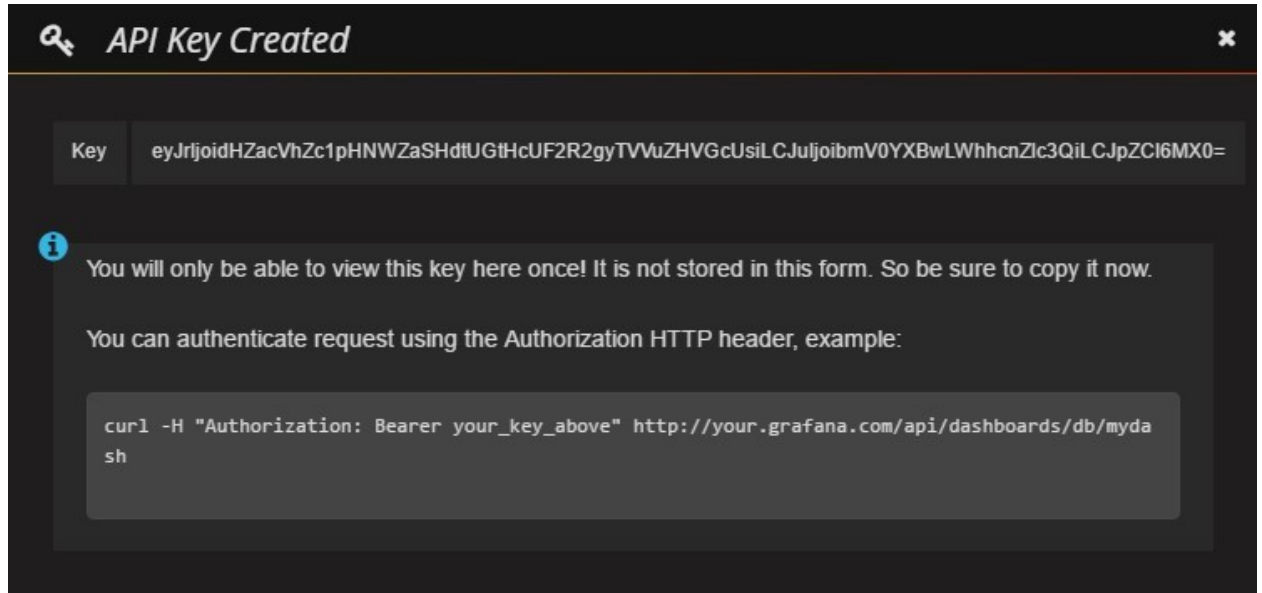 API Key Created
Key eyJrIjoidHZacVhZc1pHNWZaSHdtUGtHcUF2R2gyTVVuZHVGcUsiLCJuIjoibmV0YXBwLWhhcnZlc3QiLCJpZCI6MX0=
You will only be able to view this key here once! It is not stored in this form. So be sure to copy it now.
You can authenticate request using the Authorization HTTP header, example:
curl -H "Authorization: Bearer your_key_above" http://your.grafana.com/api/dashboards/db/myda
sh